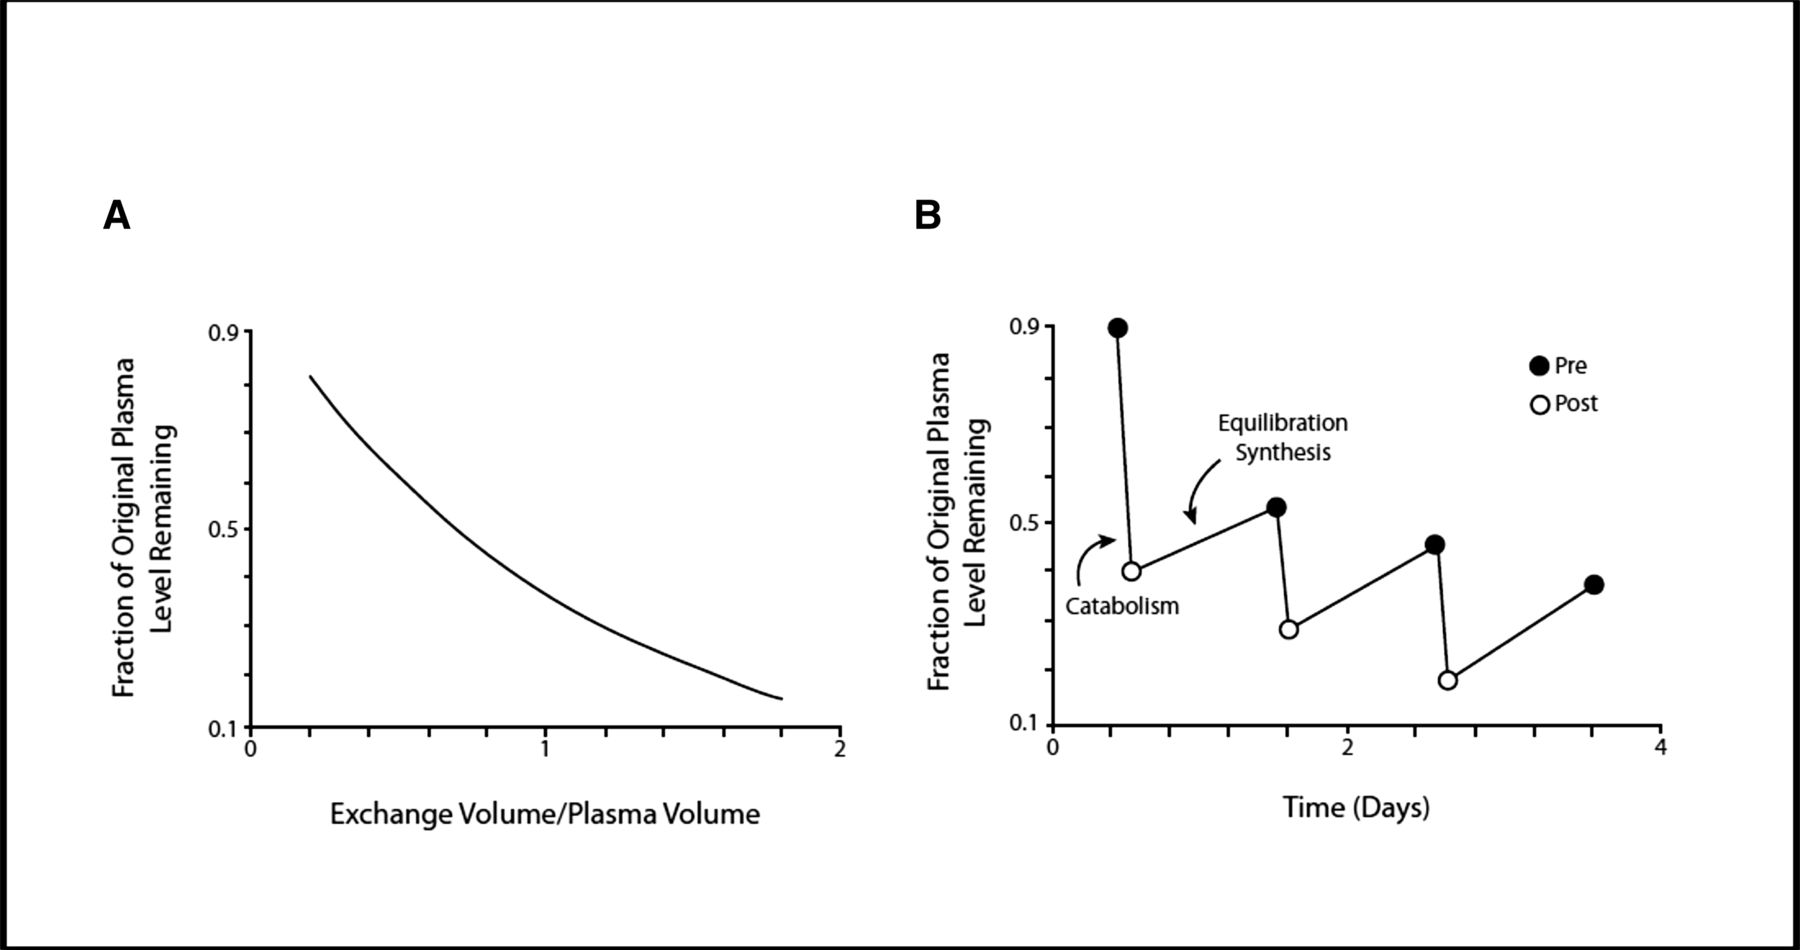 A
B
0.9
0.5
0.1
0
1
2
Fraction of Original Plasma
Level Remaining
Exchange Volume/Plasma Volume
0.9
0.5
0.1
0
2
4
Fraction of Original Plasma
Level Remaining
Pre
Post
Equilibration
Synthesis
Catabolism
Time (Days)